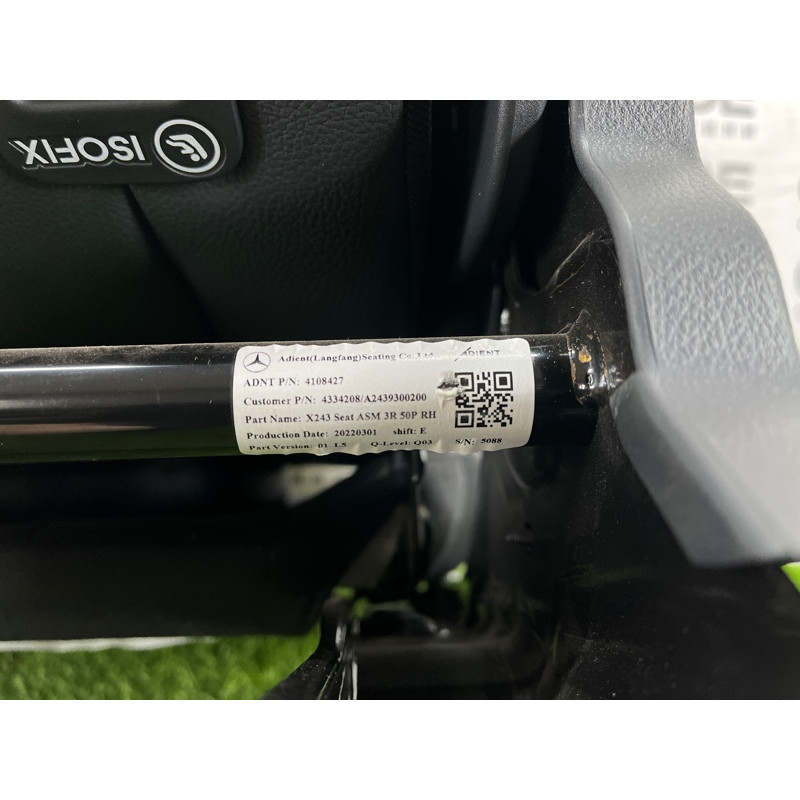 ISOFIX
Adient(Langfang)Seating Co.,Ltd ADIENT
ADNT P/N: 4108427
Customer P/N: 4334208/A2439300200
Part Name: X243 Seat ASM 3R 50P RH
Production Date: 20220301 shift: E
Part Version: 01 L5 Q-Level: Q03 S/N: 5088